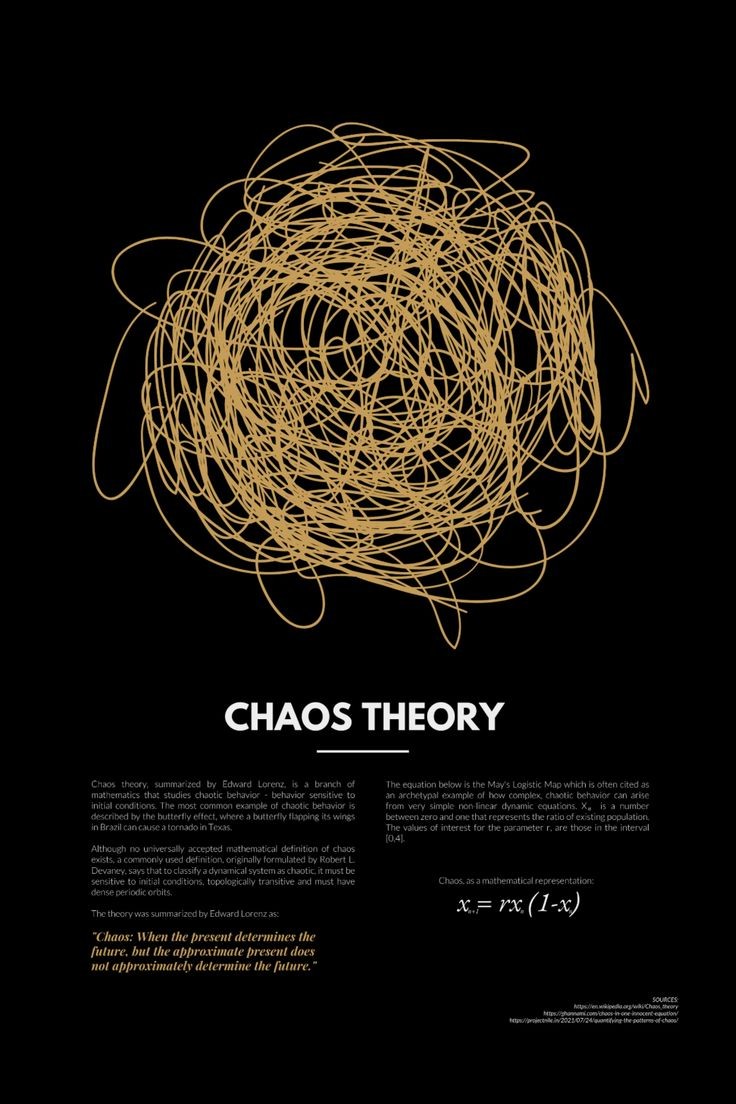 CHAOS THEORY
Chaos theory, summarized by Edward Lorenz, is a branch of
mathematics that studies chaotic behavior - behavior sensitive to
initial conditions. The most common example of chaotic behavior is
described by the butterfly effect, where a butterfly flapping its wings
in Brazil can cause a tornado in Texas.
Although no universally accepted mathematical definition of chaos
exists, a commonly used definition, originally formulated by Robert L.
Devaney, says that to classify a dynamical system as chaotic, it must be
sensitive to initial conditions, topologically transitive and must have
dense periodic orbits.
The theory was summarized by Edward Lorenz as:
"Chaos: When the present determines the
future, but the approximate present does
not approximately determine the future."
The equation below is the May's Logistic Map which is often cited as
an archetypal example of how complex, chaotic behavior can arise
from very simple non-linear dynamic equations. Xₙ is a number
between zero and one that represents the ratio of existing population.
The values of interest for the parameter r, are those in the interval
[0,4].
Chaos, as a mathematical representation:
xₙ₊₁= rxₙ(1-x)
SOURCES:
https://en.wikipedia.org/wiki/Chaos_theory
https://ghannami.com/chaos-in-one-innocent-equation/
https://projectnile.in/2021/07/24/quantifying-the-patterns-of-chaos/